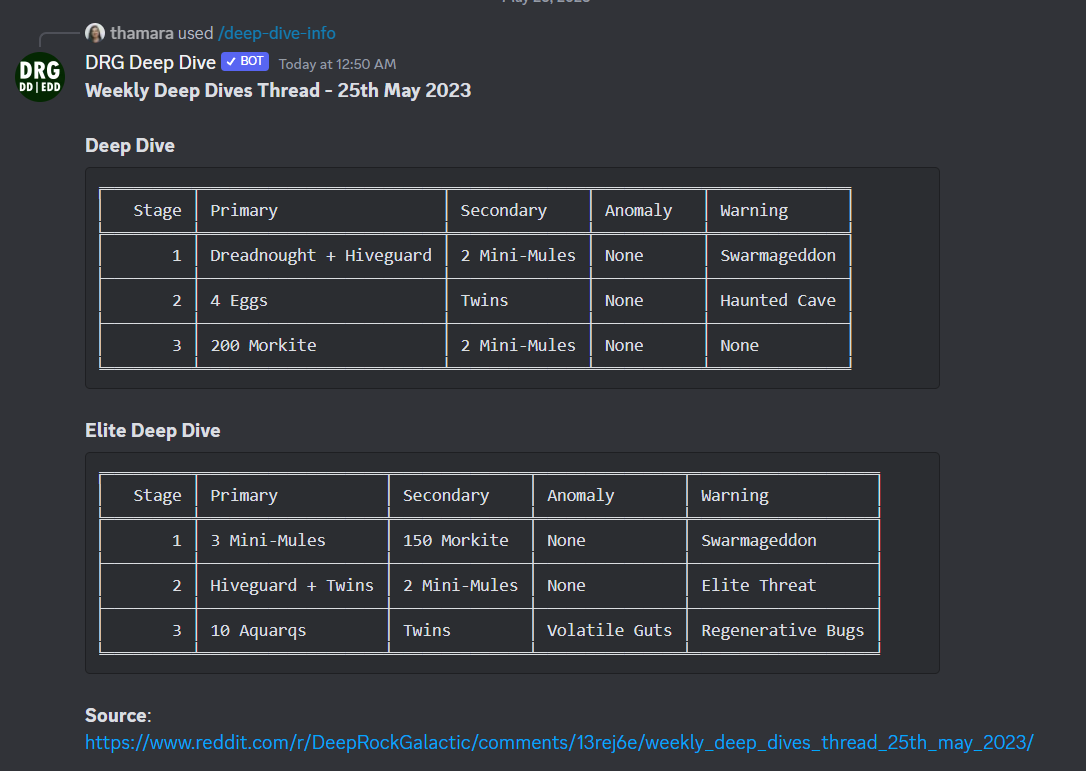 thamara used /deep-dive-info
DRG
DD|EDD
DRG Deep Dive ✓ BOT Today at 12:50 AM
Weekly Deep Dives Thread - 25th May 2023
Deep Dive
Stage Primary Secondary Anomaly Warning
1 Dreadnought + Hiveguard 2 Mini-Mules None Swarmageddon
2 4 Eggs Twins None Haunted Cave
3 200 Morkite 2 Mini-Mules None None
Elite Deep Dive
Stage Primary Secondary Anomaly Warning
1 3 Mini-Mules 150 Morkite None Swarmageddon
2 Hiveguard + Twins 2 Mini-Mules None Elite Threat
3 10 Aquarqs Twins Volatile Guts Regenerative Bugs
Source:
https://www.reddit.com/r/DeepRockGalactic/comments/13rej6e/weekly_deep_dives_thread_25th_may_2023/